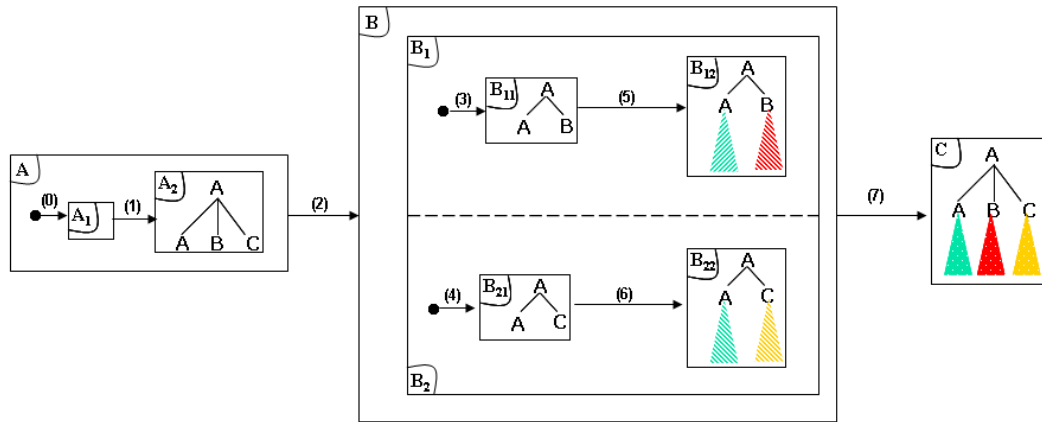 A
(0)
A1
(1)
A2
A
A B C
(2)
B
B1
(3)
B11
A
A B
(5)
B12
A
A B
(4)
B21
A
A C
(6)
B22
A
A C
B2
(7)
C
A
A B C